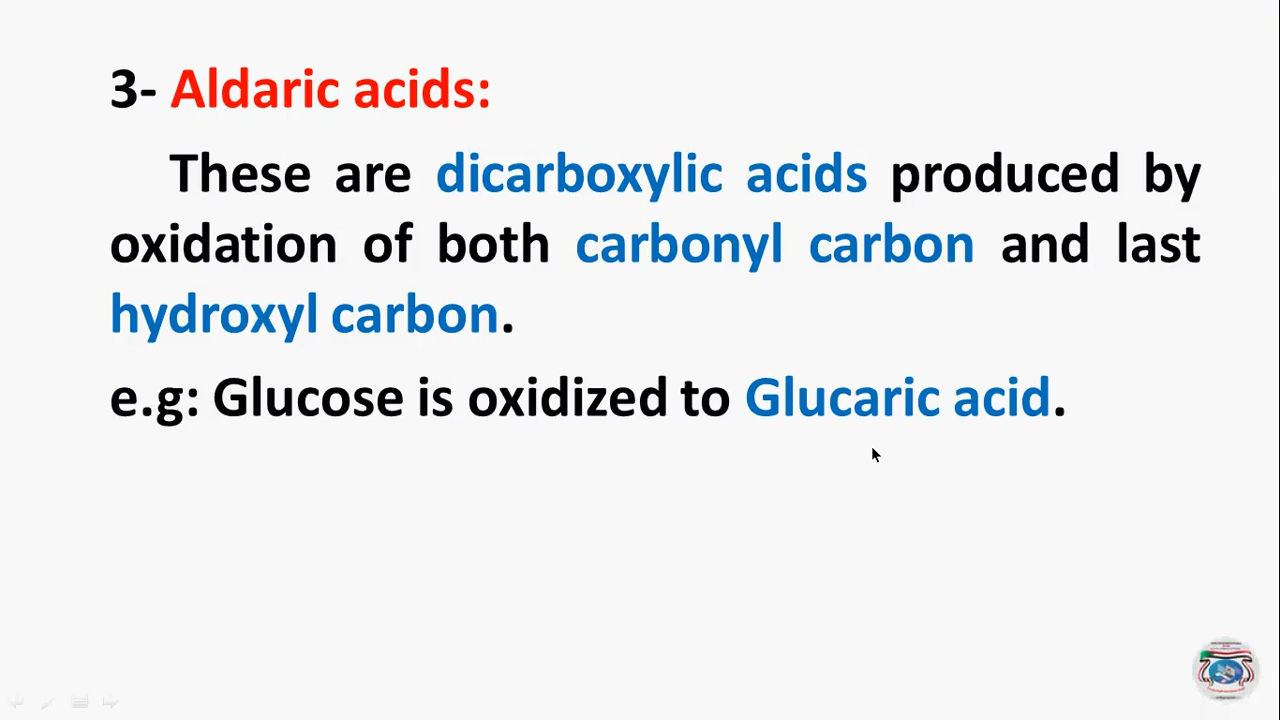 3- Aldaric acids:
These are dicarboxylic acids produced by
oxidation of both carbonyl carbon and last
hydroxyl carbon.
e.g: Glucose is oxidized to Glucaric acid.